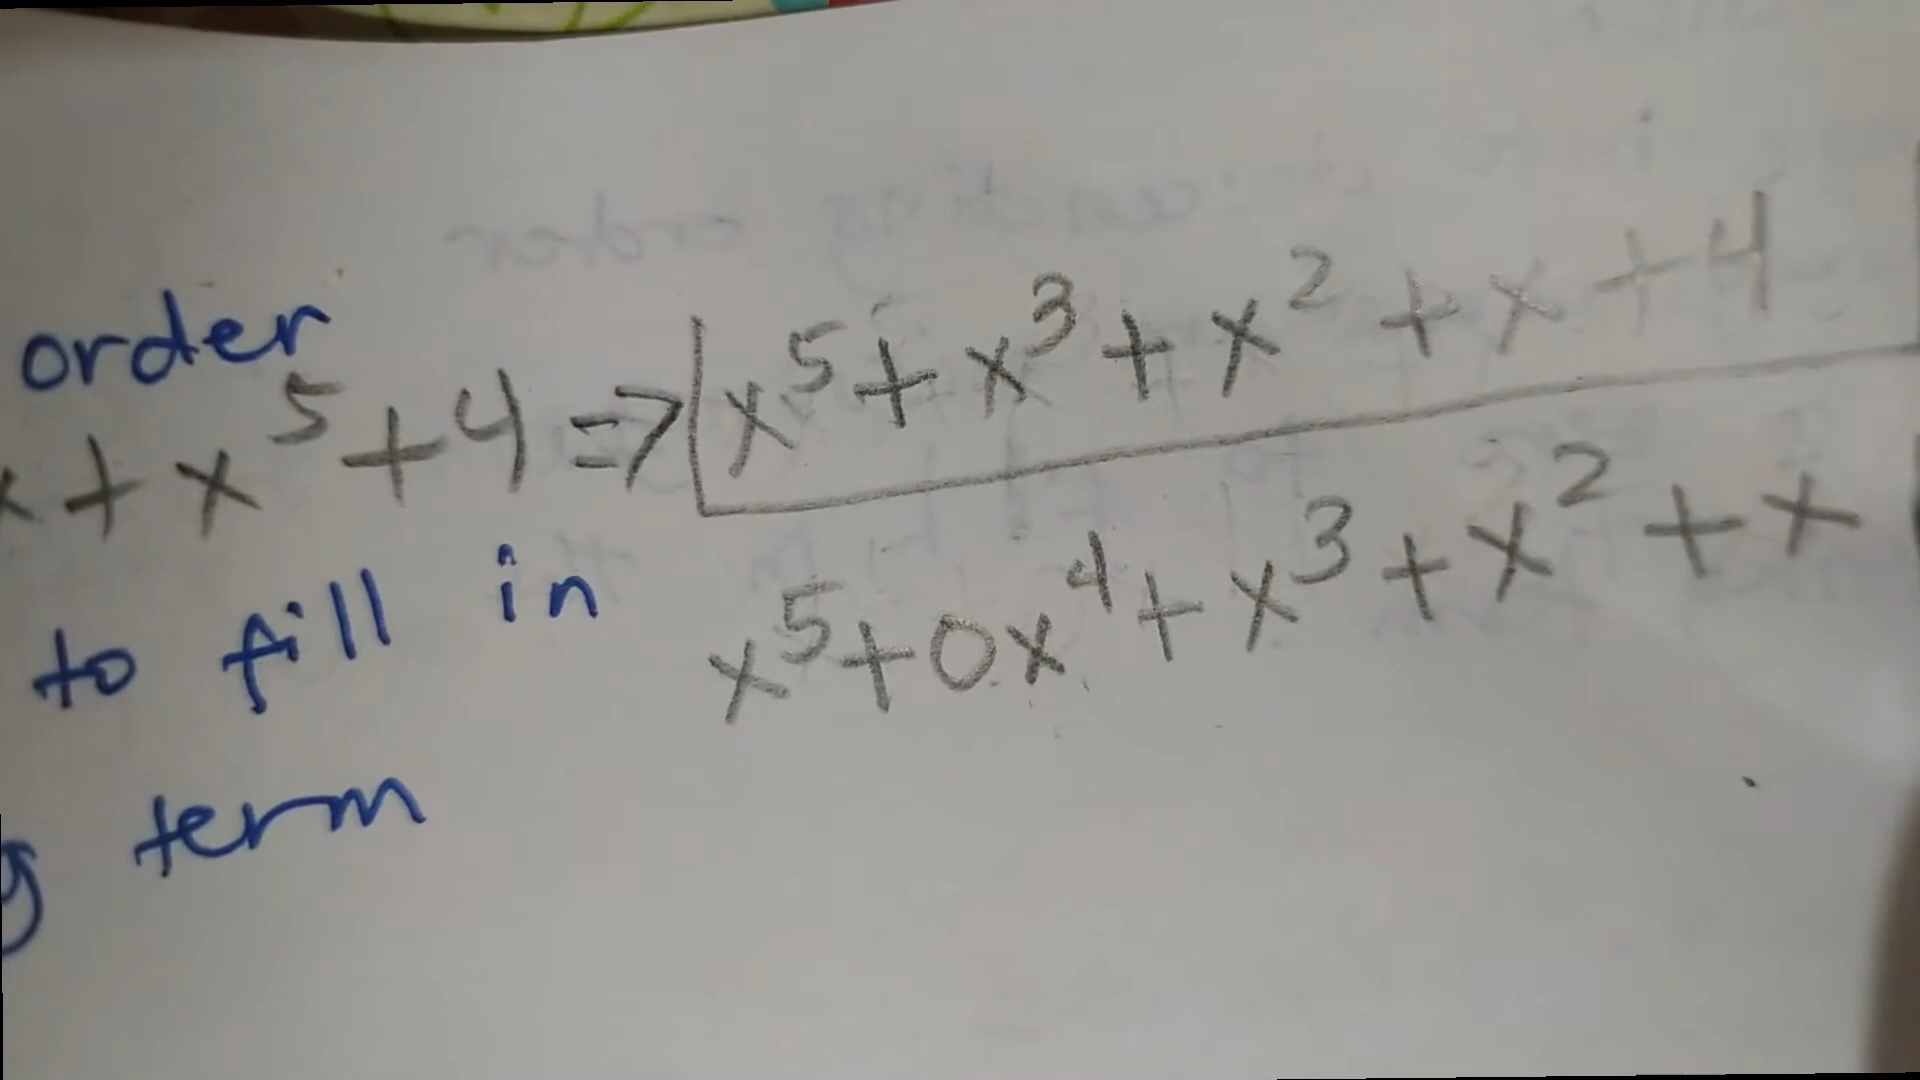 order
x + x⁵ + 4 => x⁵ + x³ + x² + x + 4
to fill in
x⁵ + 0x⁴ + x³ + x² + x
g term